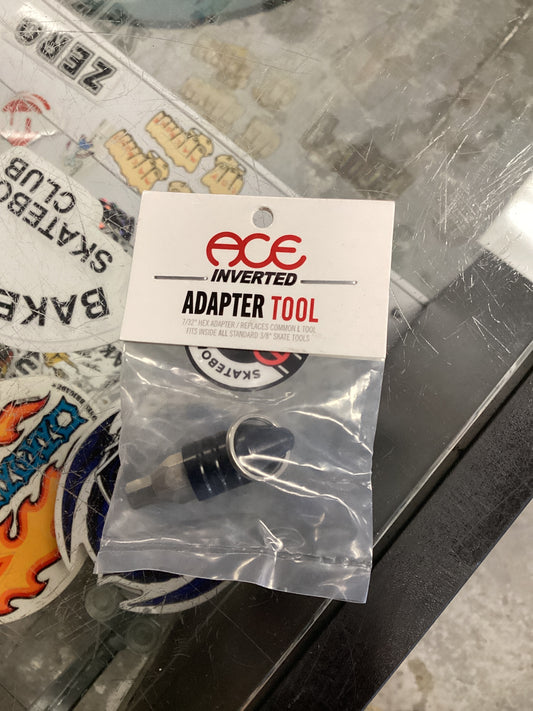 ZERO
SKATEBO
CLUB
BAKE
ACE
INVERTED
ADAPTER TOOL
7/32" HEX ADAPTER / REPLACES COMMON L TOOL
FITS INSIDE ALL STANDARD 3/8" SKATE TOOLS
SKATEBO